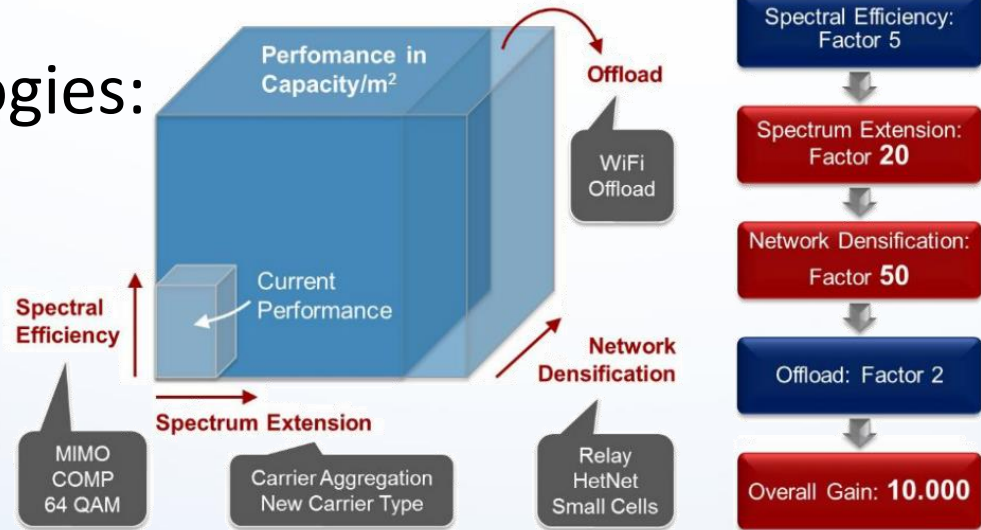 ogies:
Perfomance in
Capacity/m²
Offload
WiFi
Offload
Current
Performance
Spectral
Efficiency
Network
Densification
Spectrum Extension
MIMO
COMP
64 QAM
Carrier Aggregation
New Carrier Type
Relay
HetNet
Small Cells
Spectral Efficiency:
Factor 5
Spectrum Extension:
Factor 20
Network Densification:
Factor 50
Offload: Factor 2
Overall Gain: 10.000